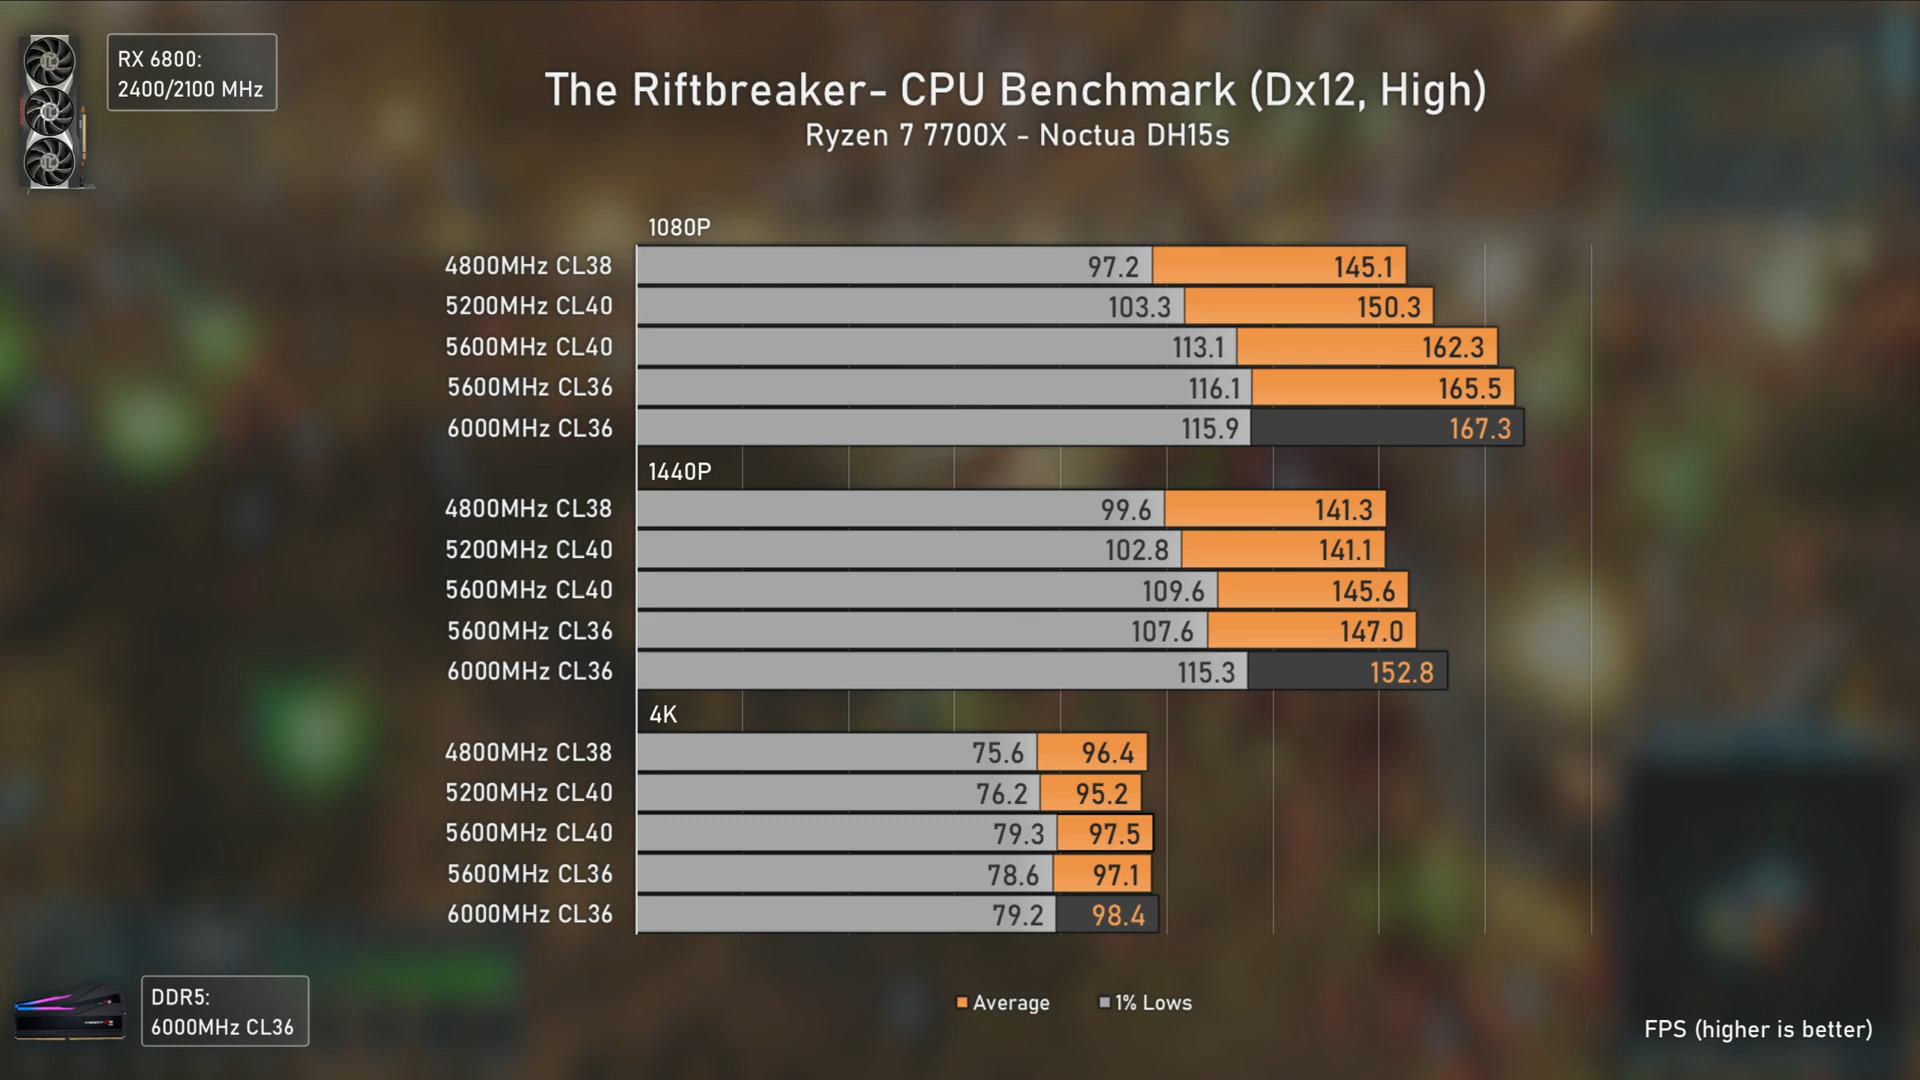 RX 6800:
2400/2100 MHz
The Riftbreaker- CPU Benchmark (Dx12, High)
Ryzen 7 7700X - Noctua DH15s
1080P
4800MHz CL38 97.2 145.1
5200MHz CL40 103.3 150.3
5600MHz CL40 113.1 162.3
5600MHz CL36 116.1 165.5
6000MHz CL36 115.9 167.3
1440P
4800MHz CL38 99.6 141.3
5200MHz CL40 102.8 141.1
5600MHz CL40 109.6 145.6
5600MHz CL36 107.6 147.0
6000MHz CL36 115.3 152.8
4K
4800MHz CL38 75.6 96.4
5200MHz CL40 76.2 95.2
5600MHz CL40 79.3 97.5
5600MHz CL36 78.6 97.1
6000MHz CL36 79.2 98.4
Average 1% Lows
DDR5:
6000MHz CL36
FPS (higher is better)